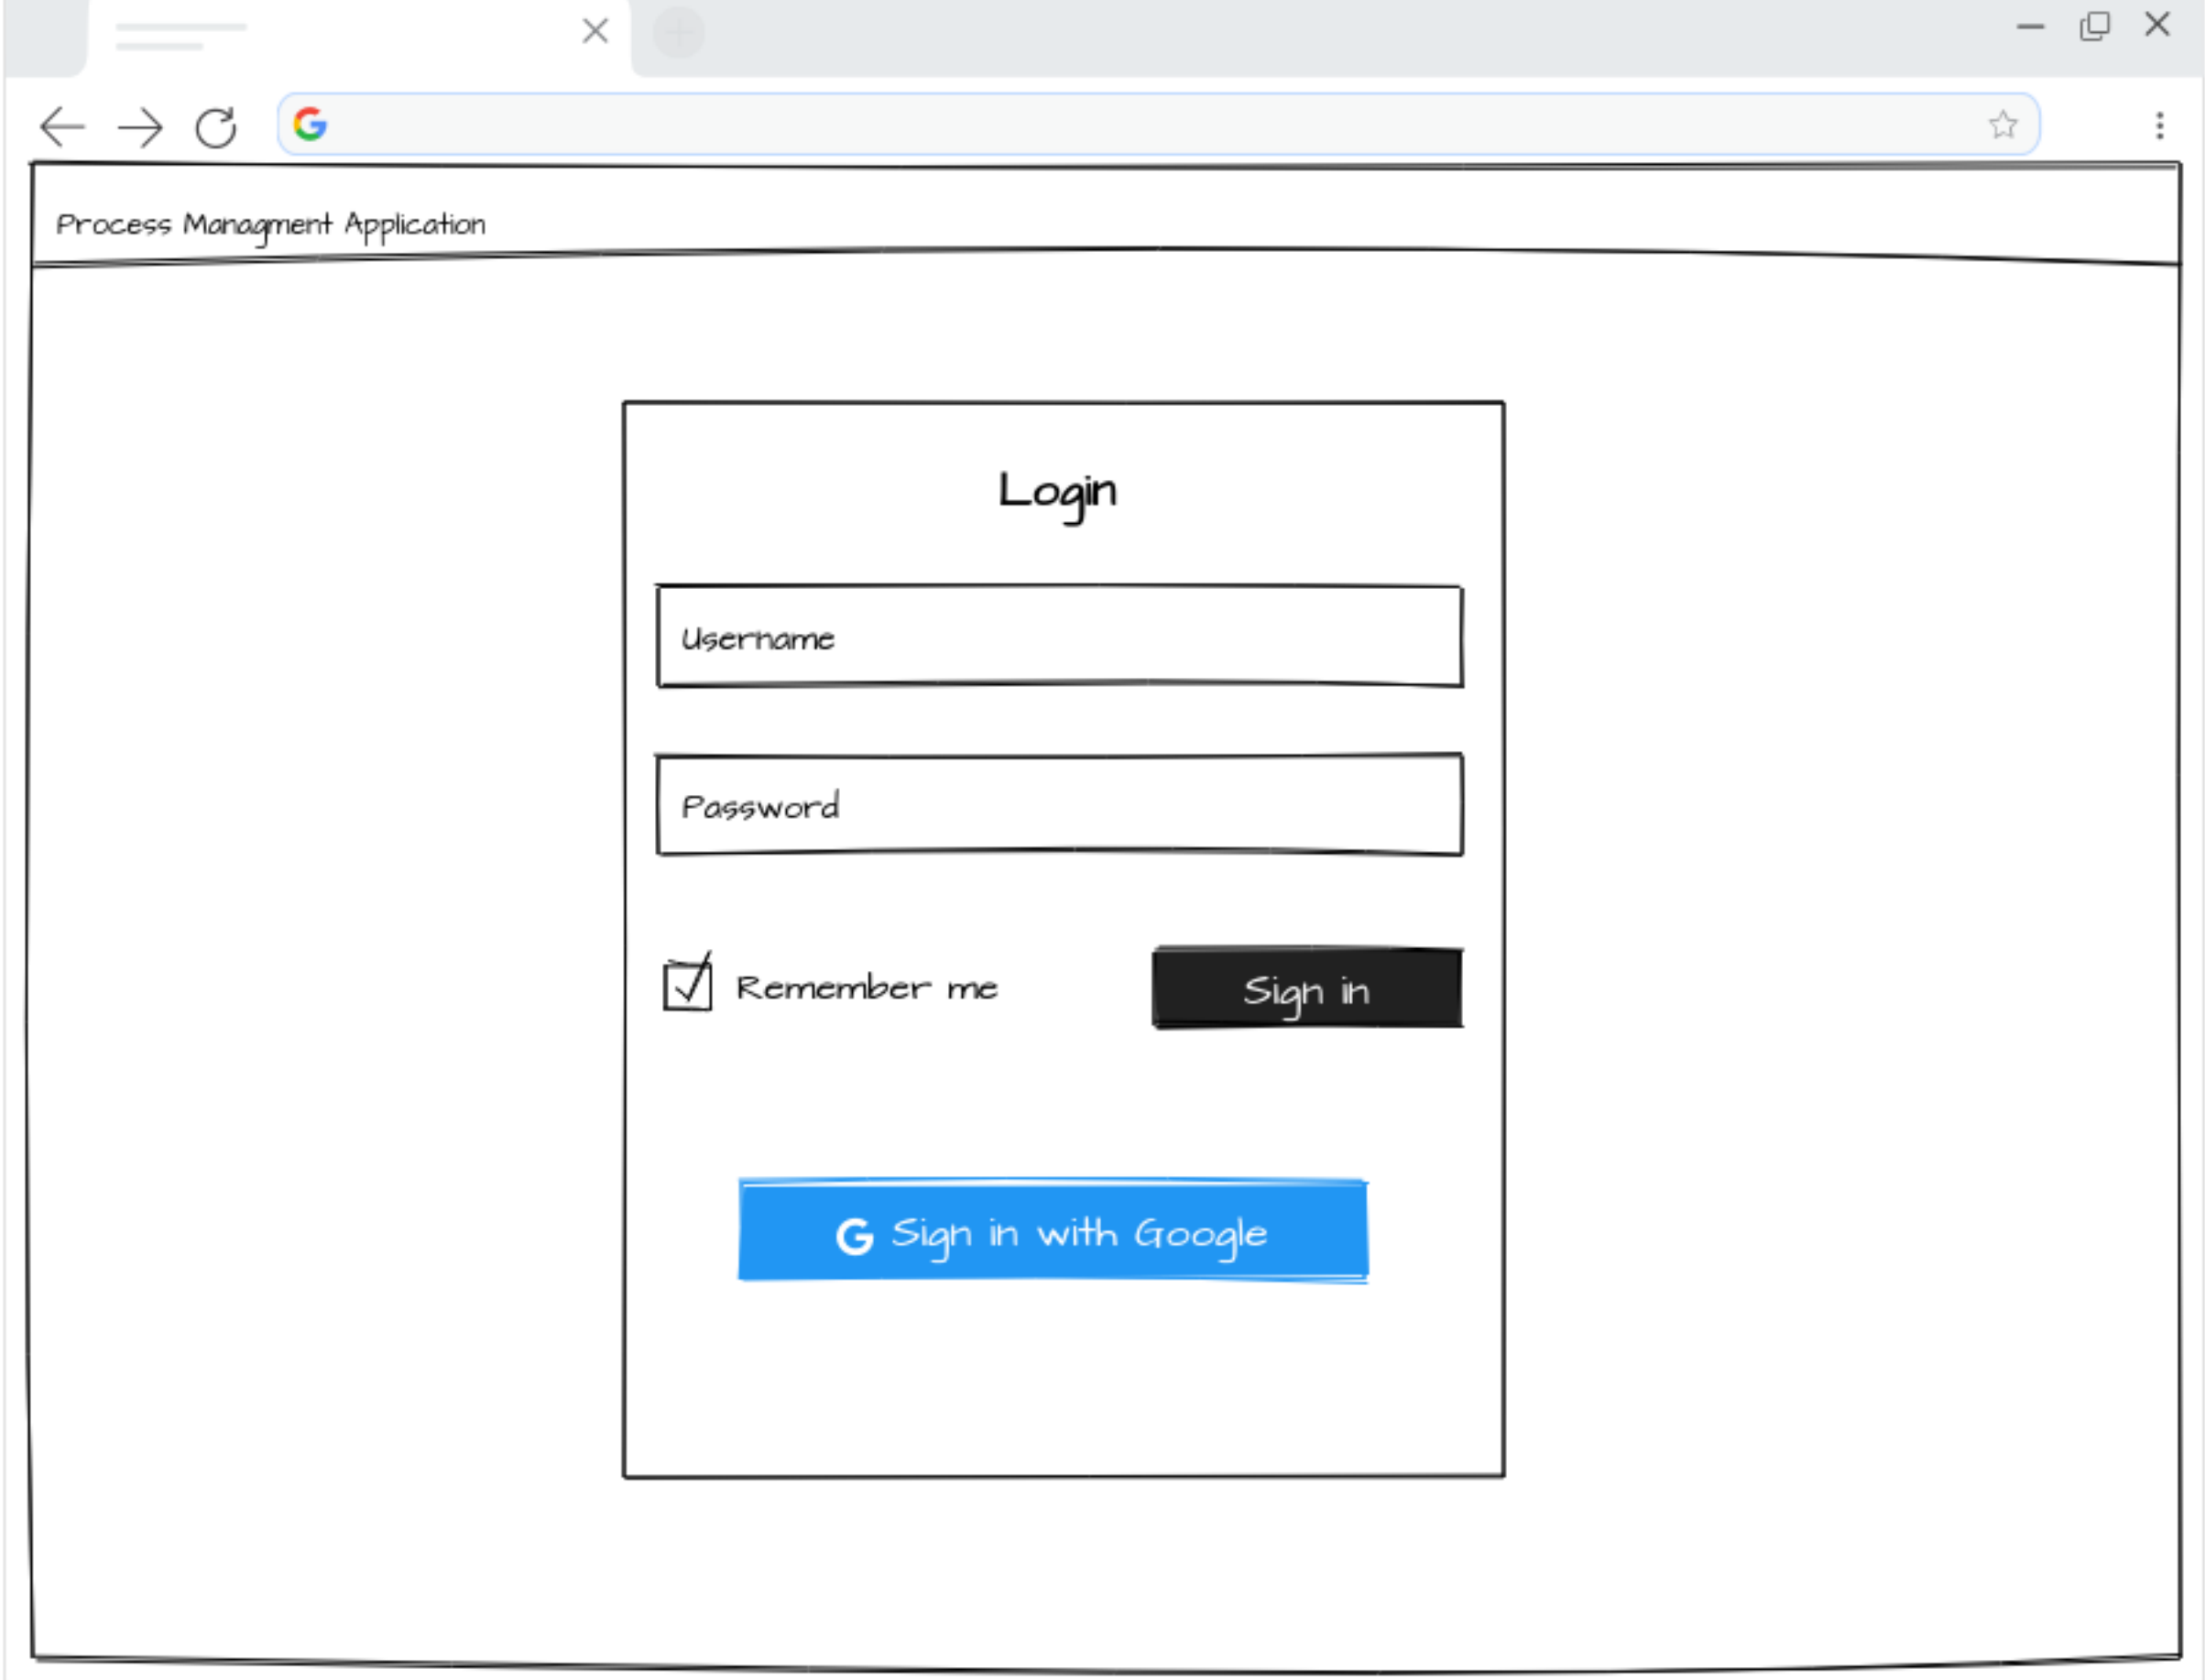 Process Managment Application
Login
Username
Password
Remember me
Sign in
G Sign in with Google